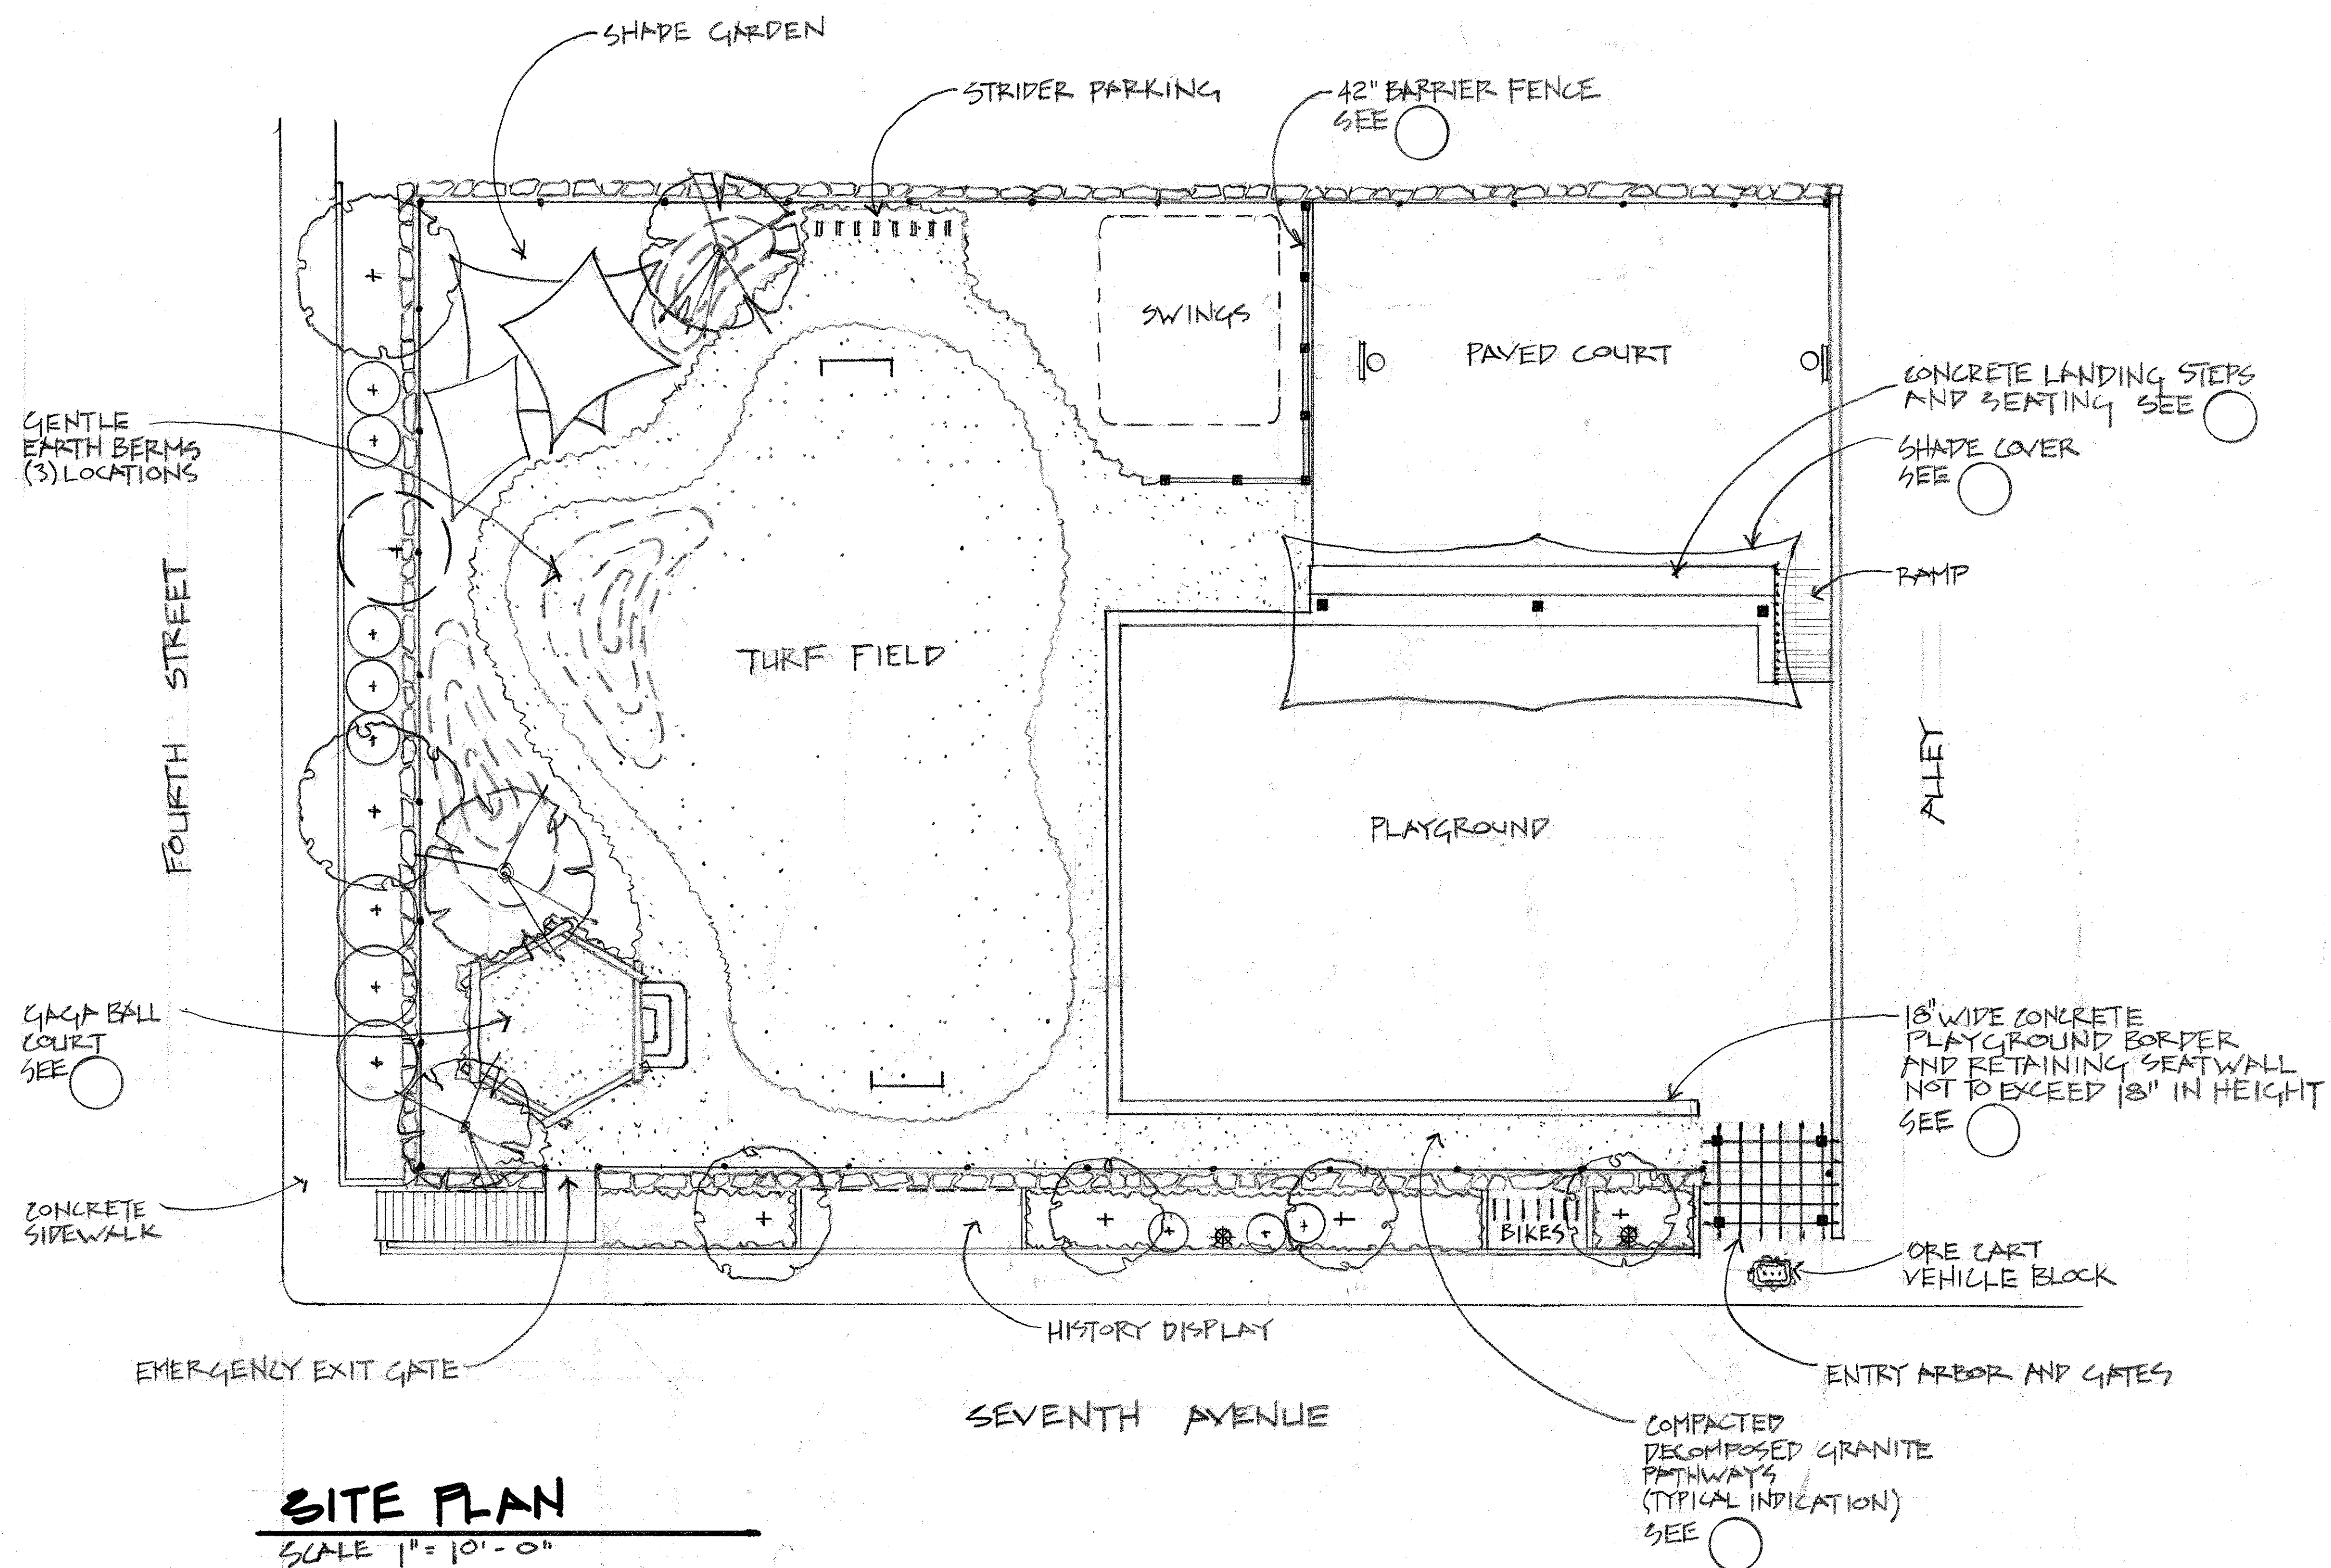 SHADE GARDEN
STRIDER PARKING
42" BARRIER FENCE
SEE
SWINGS
PAVED COURT
CONCRETE LANDING STEPS
AND SEATING SEE
SHADE COVER
SEE
GENTLE
EARTH BERMS
(3) LOCATIONS
RAMP
FOURTH STREET
TURF FIELD
ALLEY
PLAYGROUND
GAGA BALL
COURT
SEE
18" WIDE CONCRETE
PLAYGROUND BORDER
AND RETAINING SEATWALL
NOT TO EXCEED 18" IN HEIGHT
SEE
CONCRETE
SIDEWALK
BIKES
ORE CART
VEHICLE BLOCK
HISTORY DISPLAY
EMERGENCY EXIT GATE
ENTRY ARBOR AND GATES
SEVENTH AVENUE
COMPACTED
DECOMPOSED GRANITE
PATHWAYS
(TYPICAL INDICATION)
SEE
SITE PLAN
SCALE 1" = 10'-0"